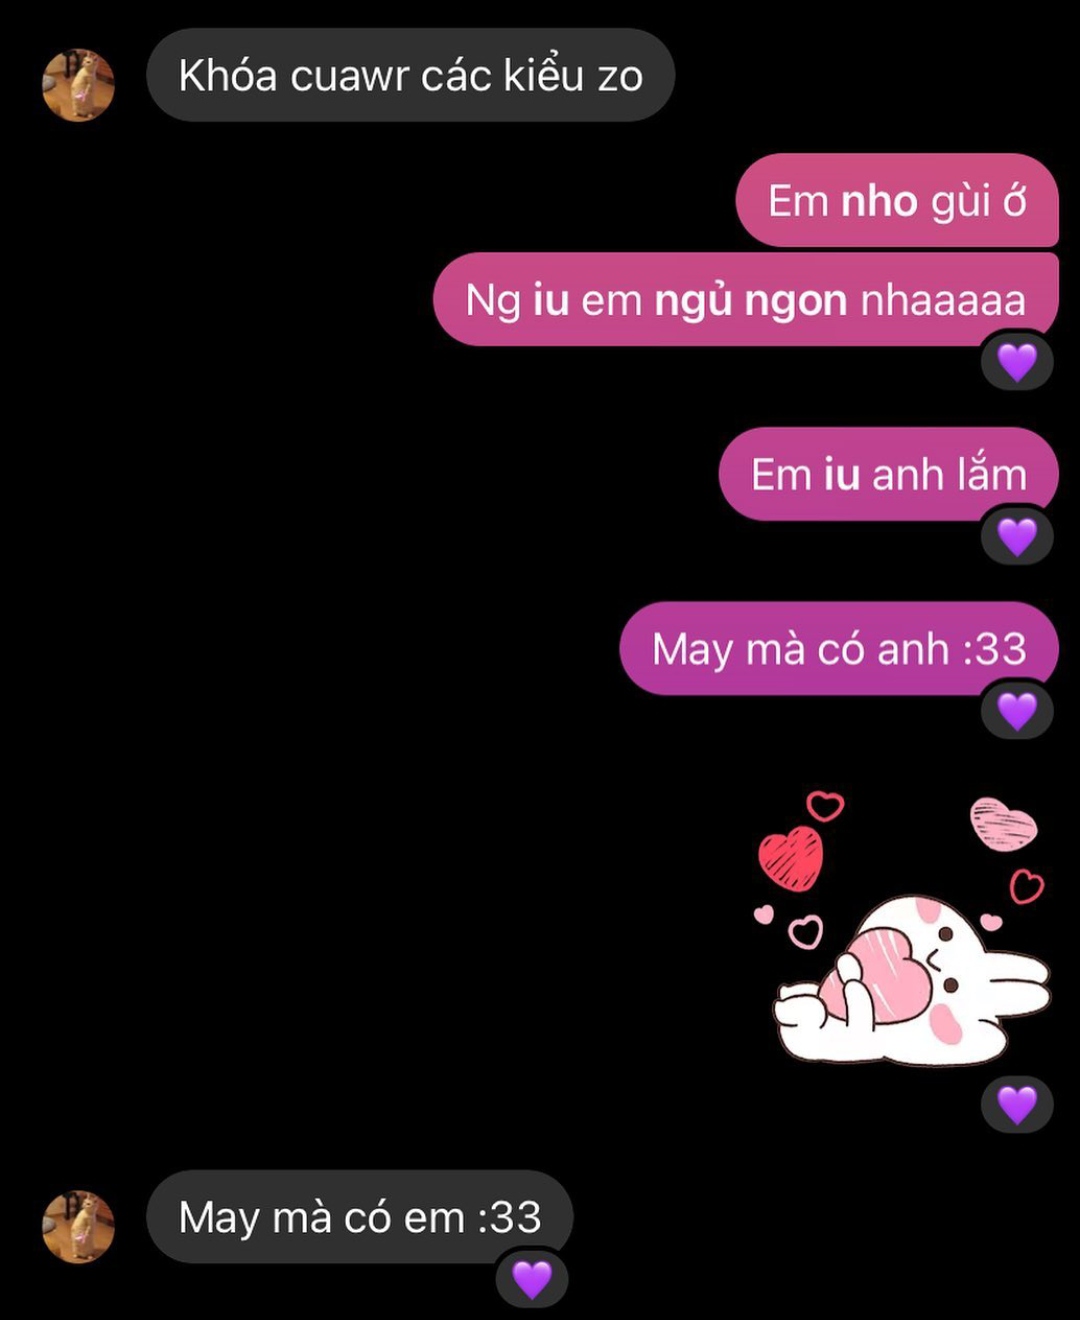 Khóa cuawr các kiểu zo
Em nho gùi ớ
Ng iu em ngủ ngon nhaaaaa
Em iu anh lắm
May mà có anh :33
May mà có em :33